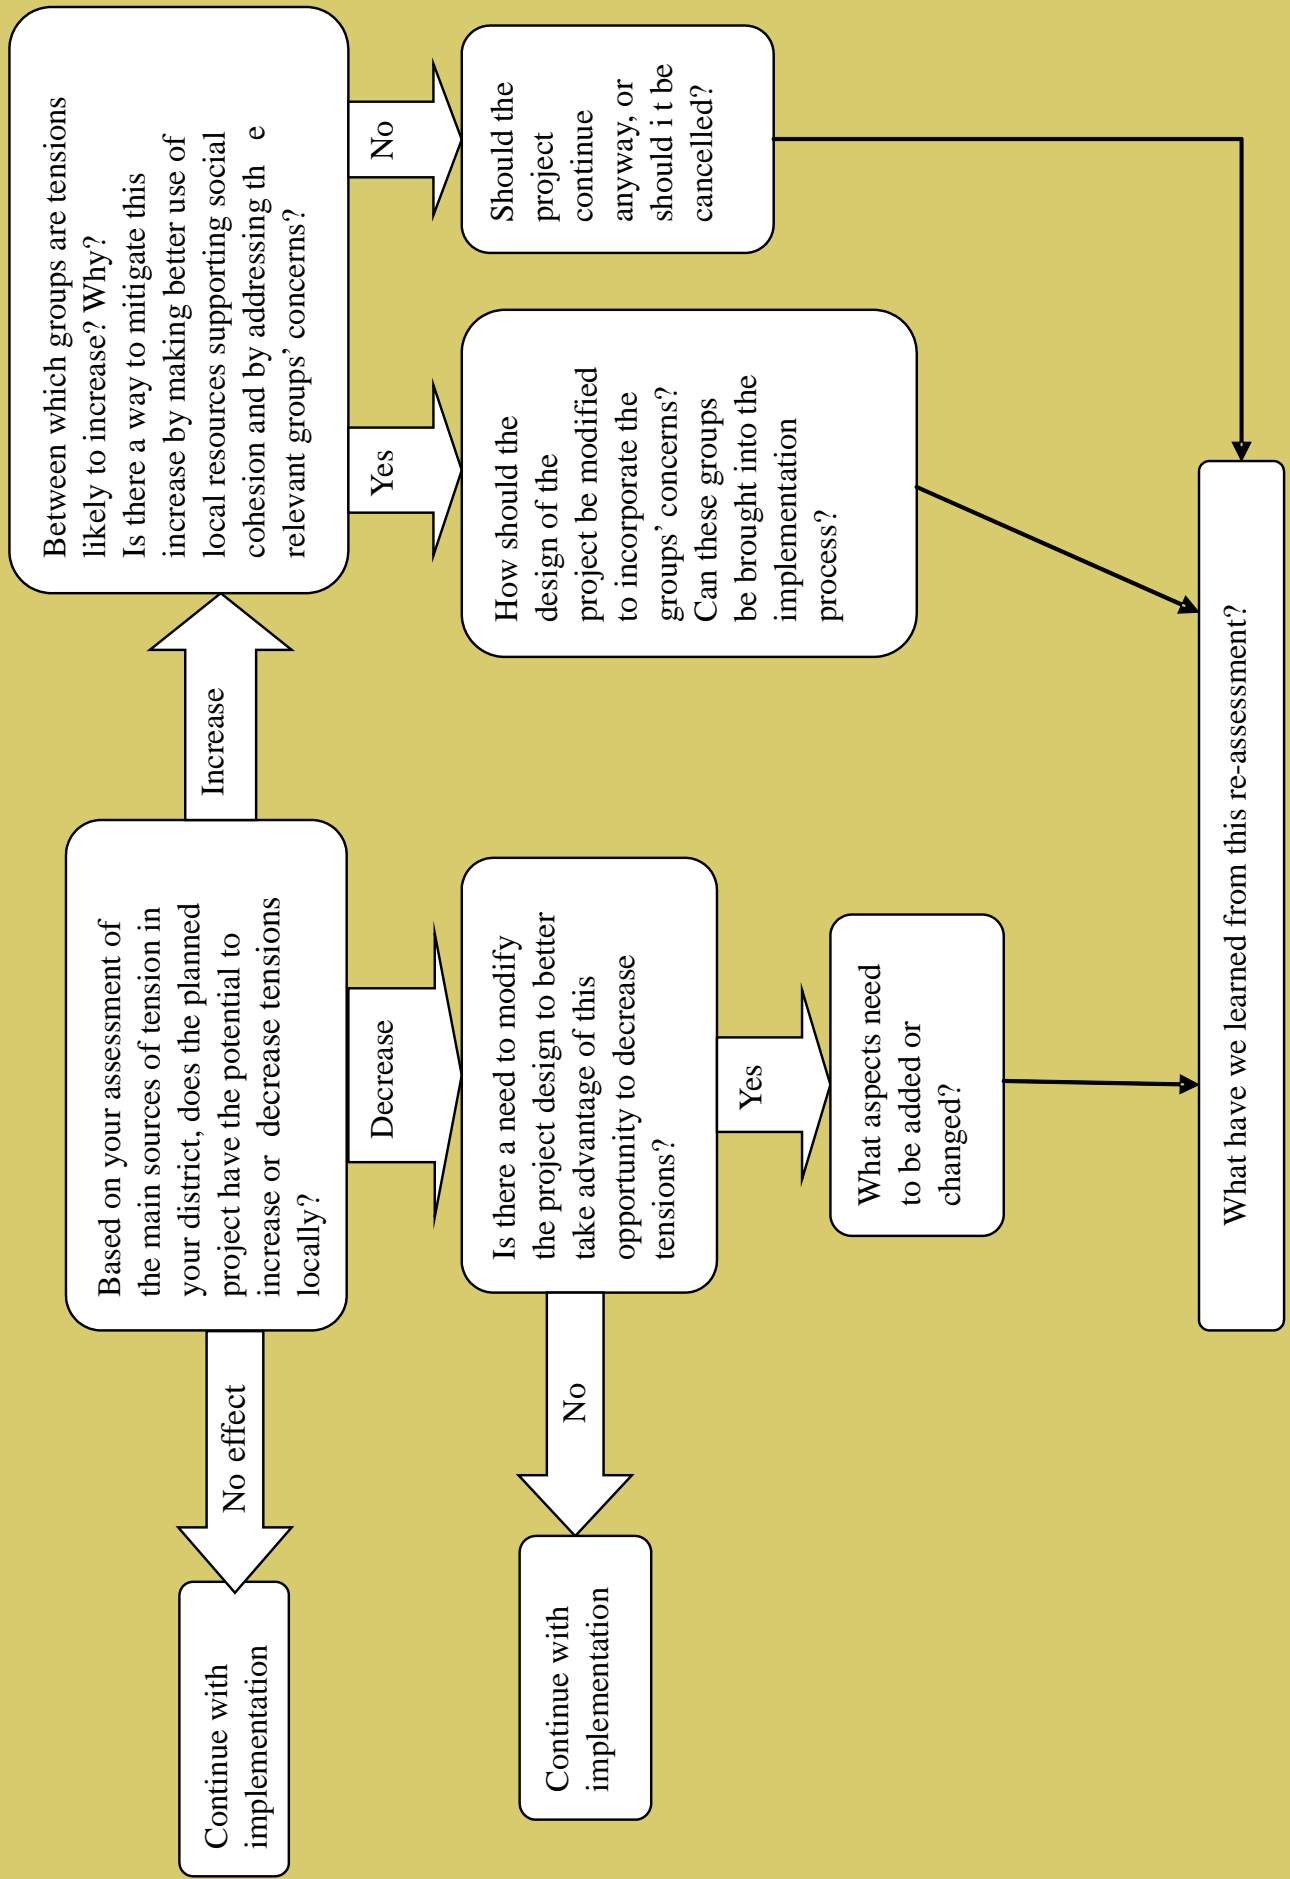 Based on your assessment of
the main sources of tension in
your district, does the planned
project have the potential to
increase or decrease tensions
locally?
No effect
Continue with
implementation
Increase
Between which groups are tensions
likely to increase? Why?
Is there a way to mitigate this
increase by making better use of
local resources supporting social
cohesion and by addressing th e
relevant groups’ concerns?
Decrease
Is there a need to modify
the project design to better
take advantage of this
opportunity to decrease
tensions?
No
Continue with
implementation
Yes
What aspects need
to be added or
changed?
Yes
How should the
design of the
project be modified
to incorporate the
groups’ concerns?
Can these groups
be brought into the
implementation
process?
No
Should the
project
continue
anyway, or
should i t be
cancelled?
What have we learned from this re-assessment?